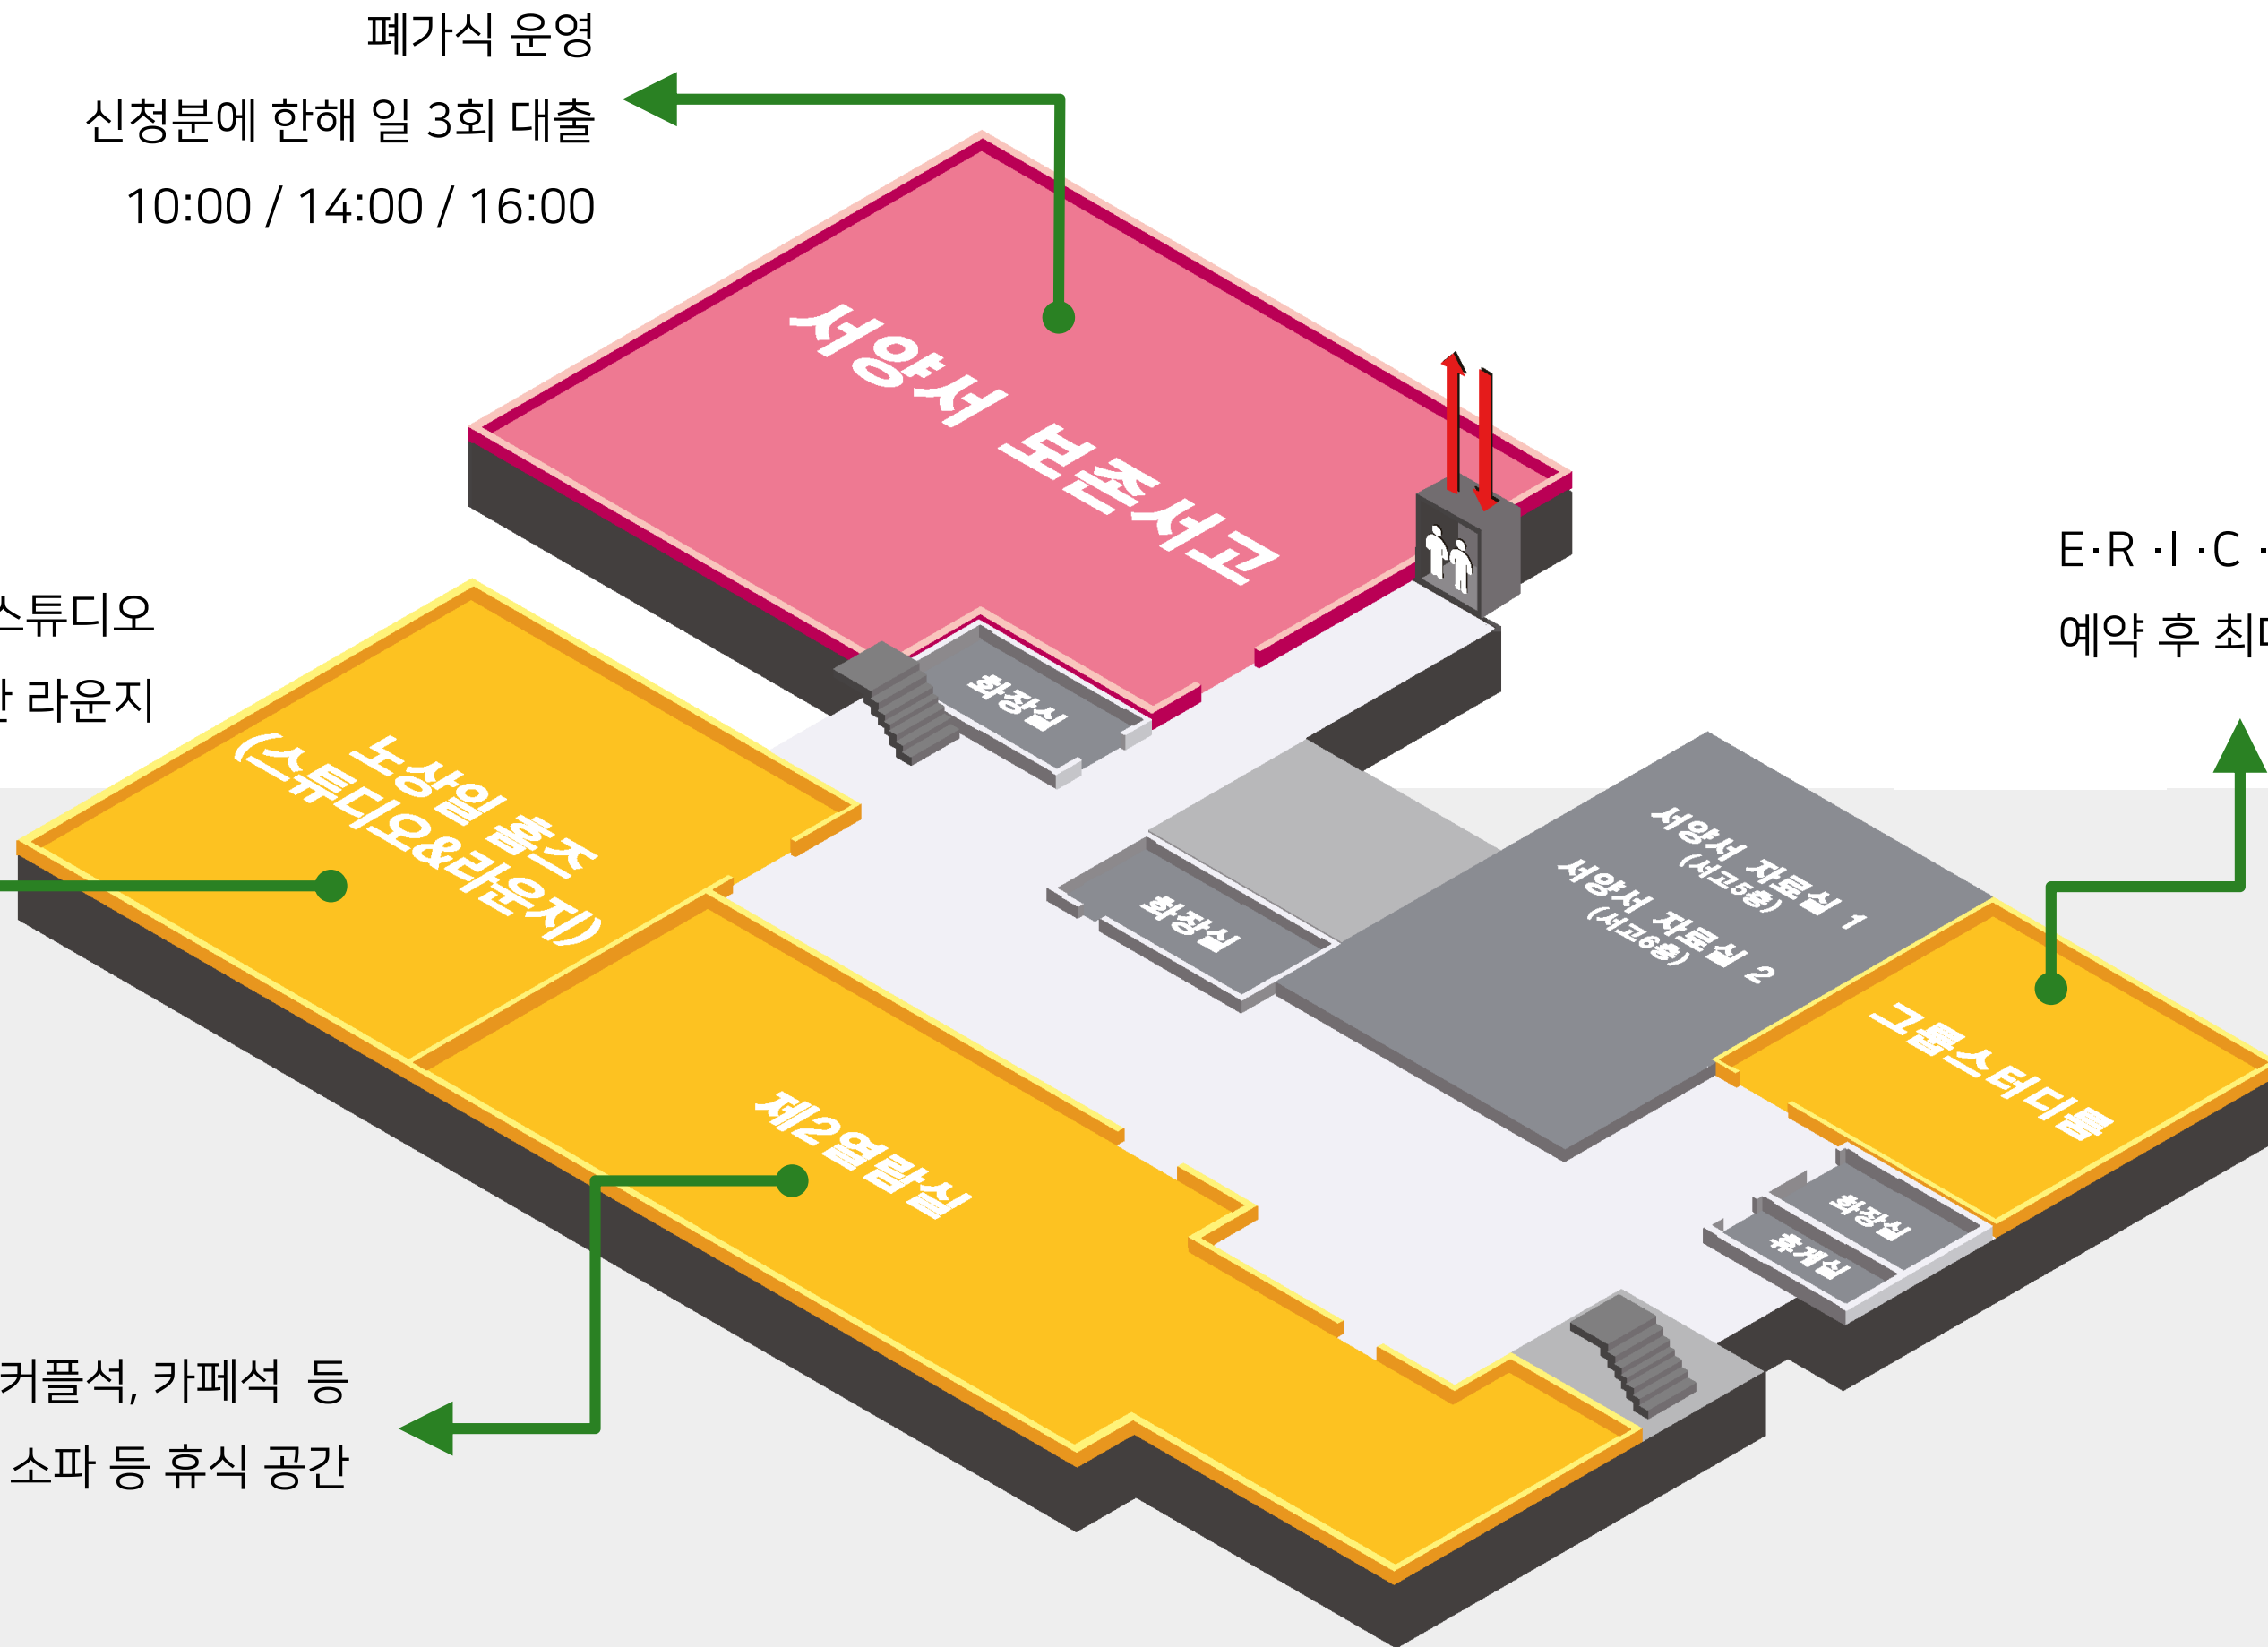 폐가식 운영
신청분에 한해 일 3회 대출
10:00 / 14:00 / 16:00
서양서 보존서고
E·R·I·C·
예약 후 최대
스튜디오
라운지
화장실
노상일 홀즈
(스튜디오&라운지)
서양서 자료실 1
(서고5층)
서양서 자료실 2
(서고6층)
화장실
그룹스터디룸
제2열람실
화장실
휴게실
커플석, 카페석 등
소파 등 휴식 공간